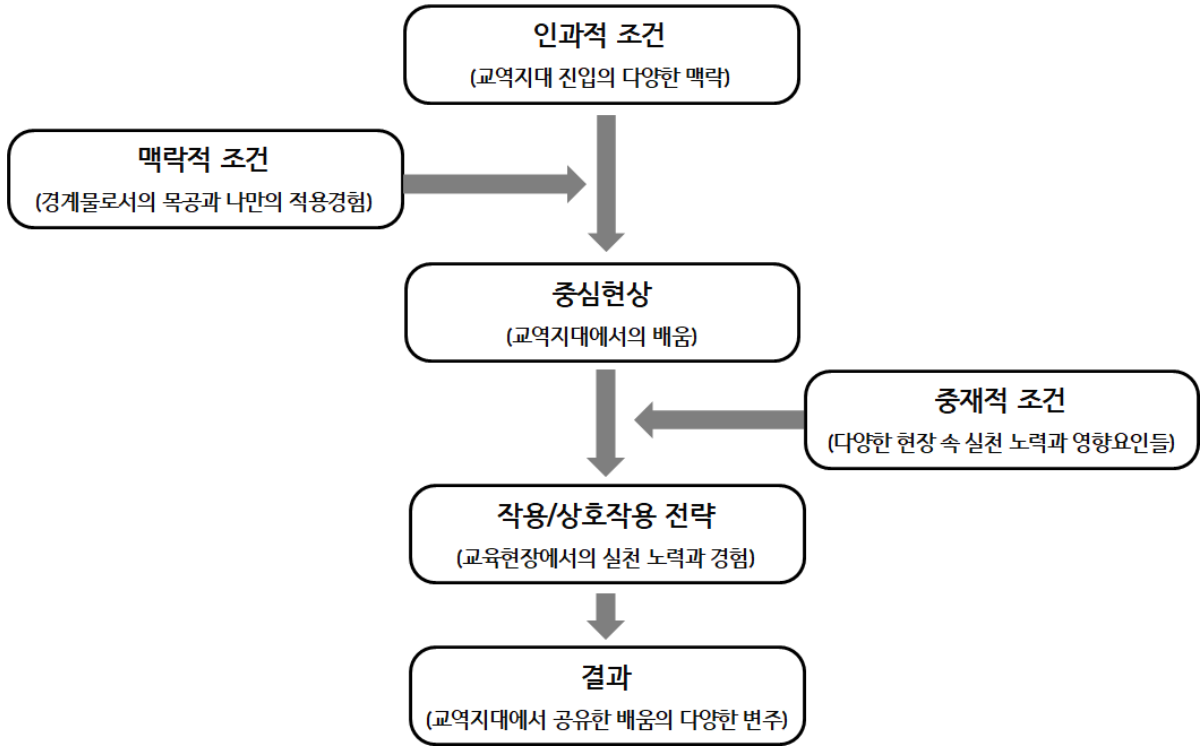 인과적 조건
(교역지대 진입의 다양한 맥락)
맥락적 조건
(경계물로서의 목공과 나만의 적용경험)
중심현상
(교역지대에서의 배움)
중재적 조건
(다양한 현장 속 실천 노력과 영향요인들)
작용/상호작용 전략
(교육현장에서의 실천 노력과 경험)
결과
(교역지대에서 공유한 배움의 다양한 변주)